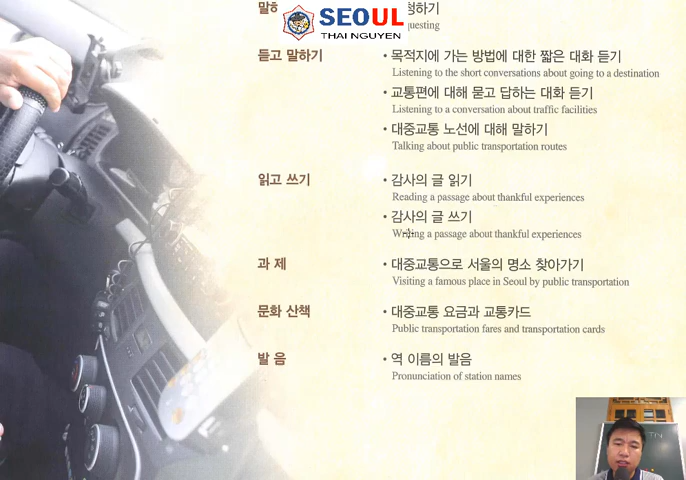 말하
SEOUL
THAI NGUYEN
청하기
questing
듣고 말하기
• 목적지에 가는 방법에 대한 짧은 대화 듣기
Listening to the short conversations about going to a destination
• 교통편에 대해 묻고 답하는 대화 듣기
Listening to a conversation about traffic facilities
• 대중교통 노선에 대해 말하기
Talking about public transportation routes
읽고 쓰기
• 감사의 글 읽기
Reading a passage about thankful experiences
• 감사의 글 쓰기
Writing a passage about thankful experiences
과 제
• 대중교통으로 서울의 명소 찾아가기
Visiting a famous place in Seoul by public transportation
문화 산책
• 대중교통 요금과 교통카드
Public transportation fares and transportation cards
발 음
• 역 이름의 발음
Pronunciation of station names